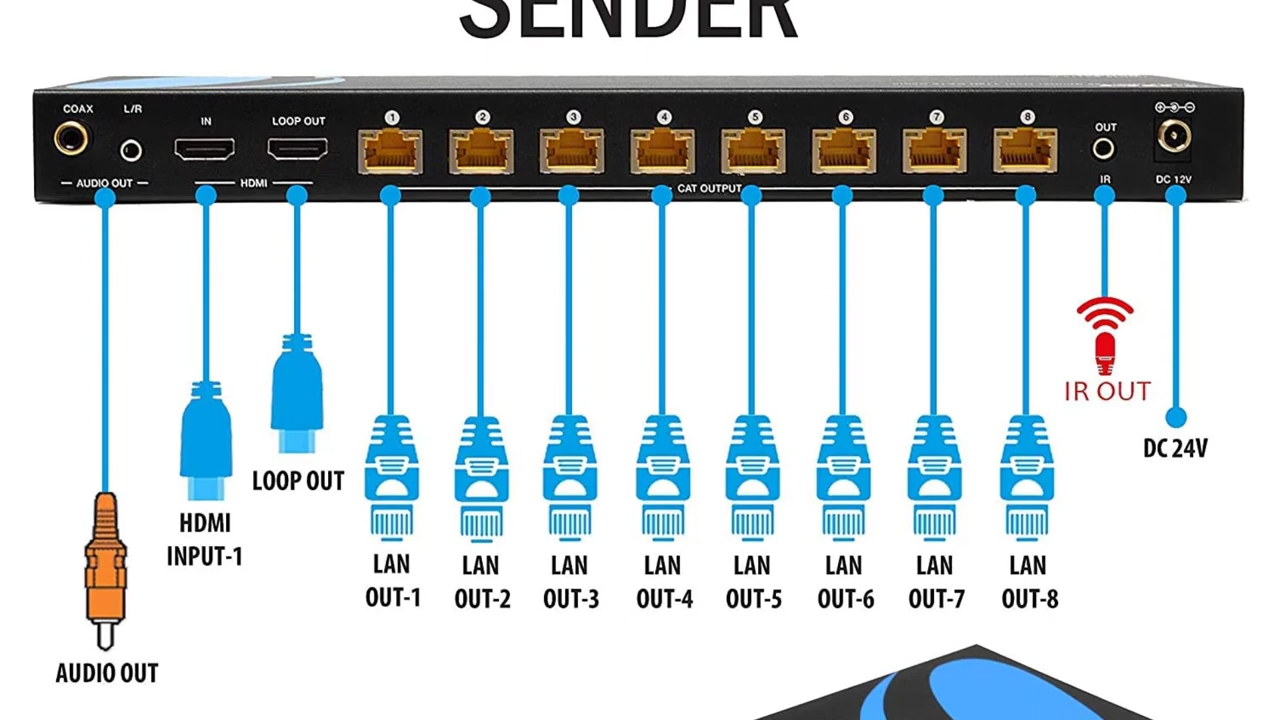 SENDER
COAX
L/R
IN
LOOP OUT
1
2
3
4
5
6
7
8
OUT
AUDIO OUT
HDMI
CAT OUTPUT
IR
DC 12V
IR OUT
DC 24V
LOOP OUT
HDMI
INPUT-1
LAN
OUT-1
LAN
OUT-2
LAN
OUT-3
LAN
OUT-4
LAN
OUT-5
LAN
OUT-6
LAN
OUT-7
LAN
OUT-8
AUDIO OUT